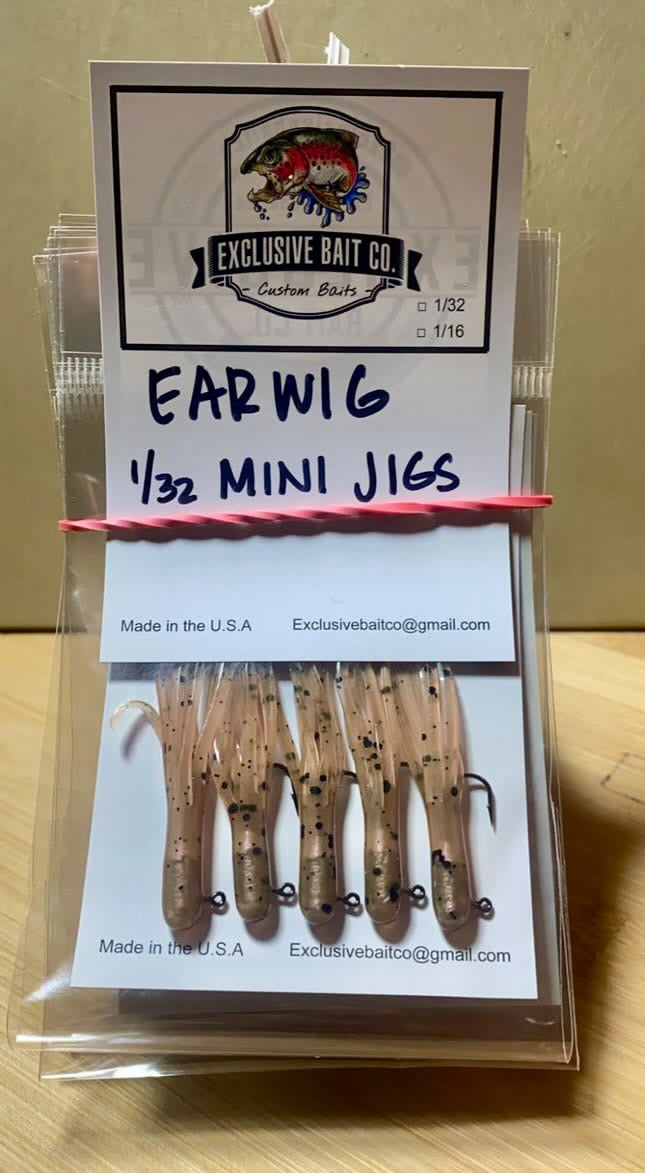 EXCLUSIVE BAIT CO.
Custom Baits
□ 1/32
□ 1/16
EARWIG
1/32 MINI JIGS
Made in the U.S.A Exclusivebaitco@gmail.com
Made in the U.S.A Exclusivebaitco@gmail.com